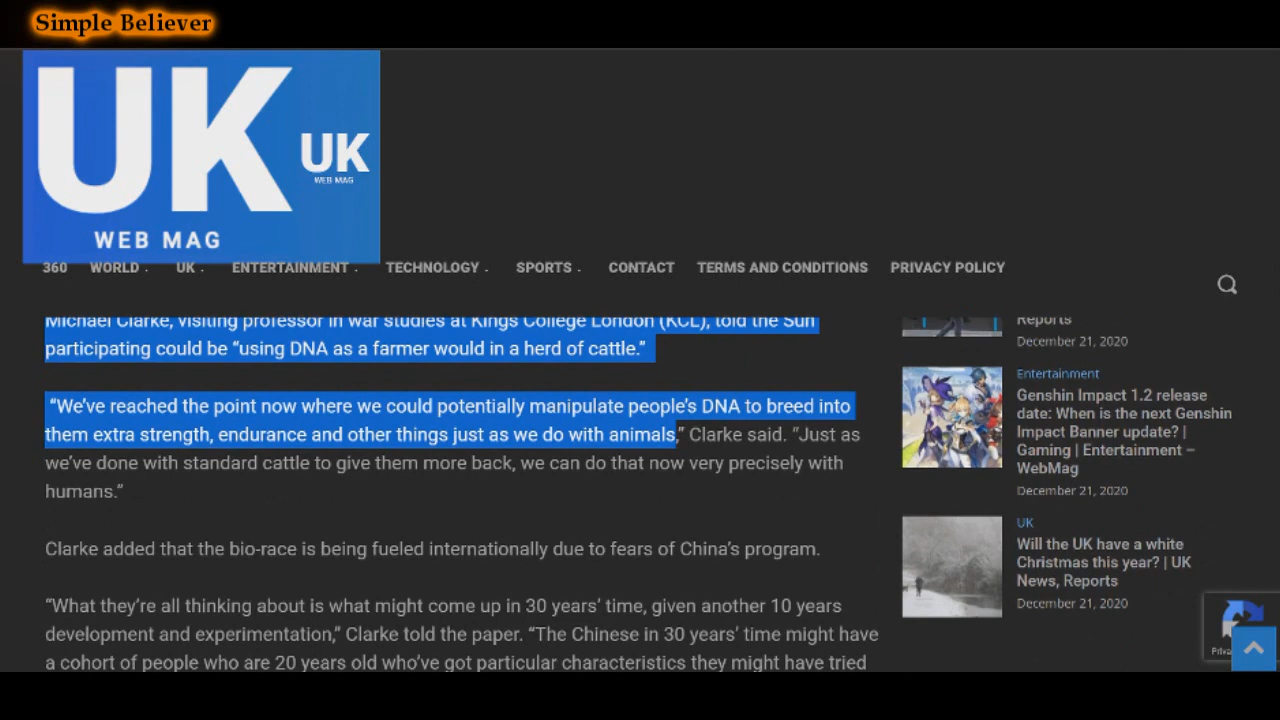 Simple Believer
UK
WEB MAG
UK
WEB MAG
360 WORLD UK ENTERTAINMENT TECHNOLOGY SPORTS CONTACT TERMS AND CONDITIONS PRIVACY POLICY
Michael Clarke, visiting professor in war studies at Kings College London (KCL), told the Sun
participating could be “using DNA as a farmer would in a herd of cattle.”
“We’ve reached the point now where we could potentially manipulate people’s DNA to breed into
them extra strength, endurance and other things just as we do with animals,” Clarke said. “Just as
we’ve done with standard cattle to give them more back, we can do that now very precisely with
humans.”
Clarke added that the bio-race is being fueled internationally due to fears of China’s program.
“What they’re all thinking about is what might come up in 30 years’ time, given another 10 years
development and experimentation,” Clarke told the paper. “The Chinese in 30 years’ time might have
a cohort of people who are 20 years old who’ve got particular characteristics they might have tried
Reports
December 21, 2020
Entertainment
Genshin Impact 1.2 release
date: When is the next Genshin
Impact Banner update? |
Gaming | Entertainment –
WebMag
December 21, 2020
UK
Will the UK have a white
Christmas this year? | UK
News, Reports
December 21, 2020